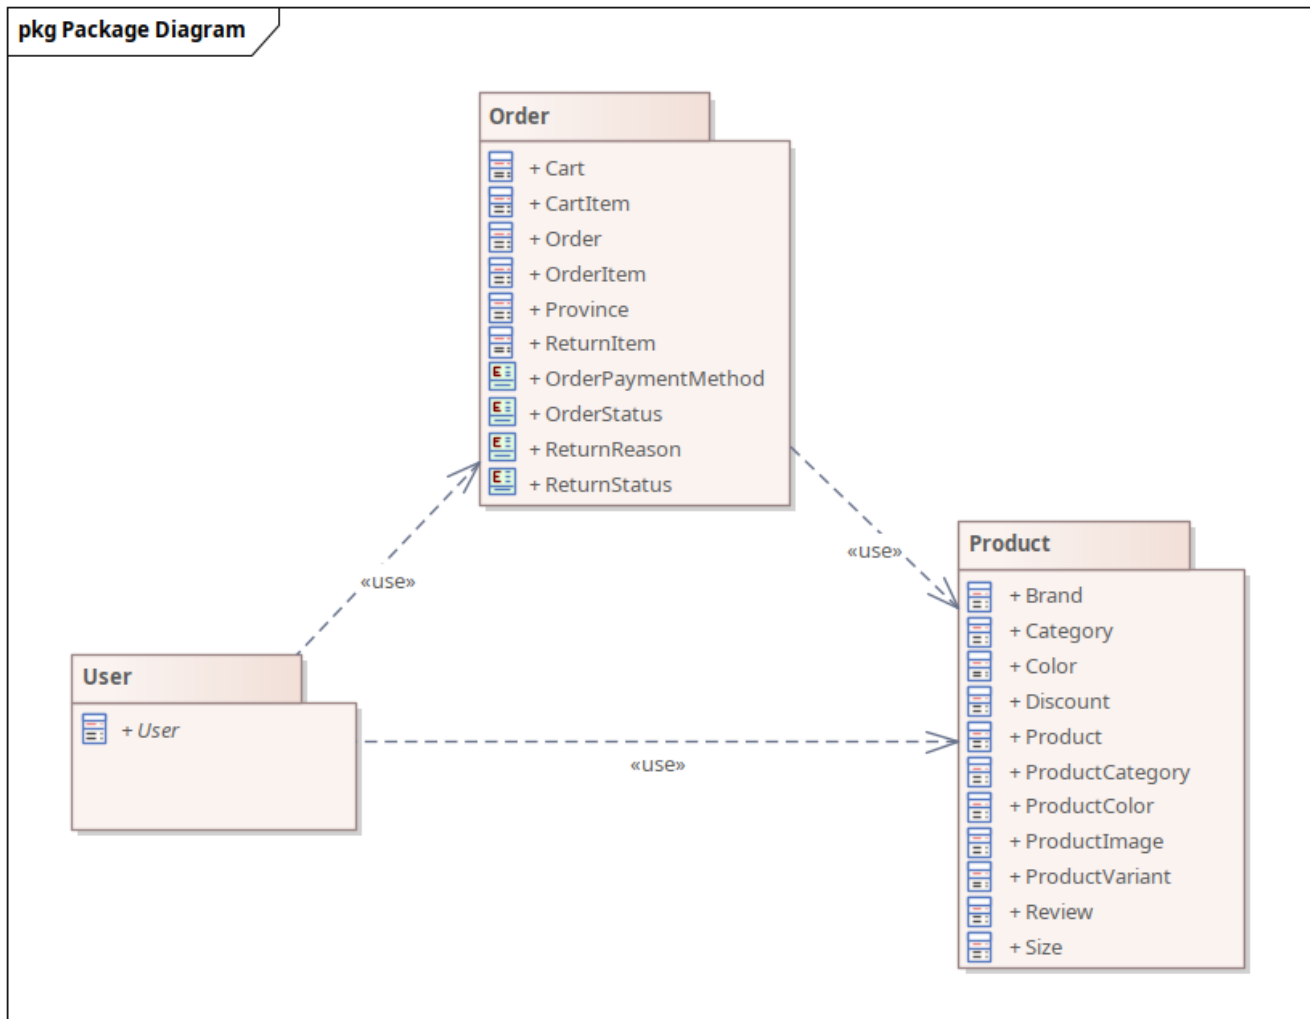 pkg Package Diagram
Order
+ Cart
+ CartItem
+ Order
+ OrderItem
+ Province
+ ReturnItem
+ OrderPaymentMethod
+ OrderStatus
+ ReturnReason
+ ReturnStatus
«use»
«use»
Product
+ Brand
+ Category
+ Color
+ Discount
+ Product
+ ProductCategory
+ ProductColor
+ ProductImage
+ ProductVariant
+ Review
+ Size
User
+ User
«use»